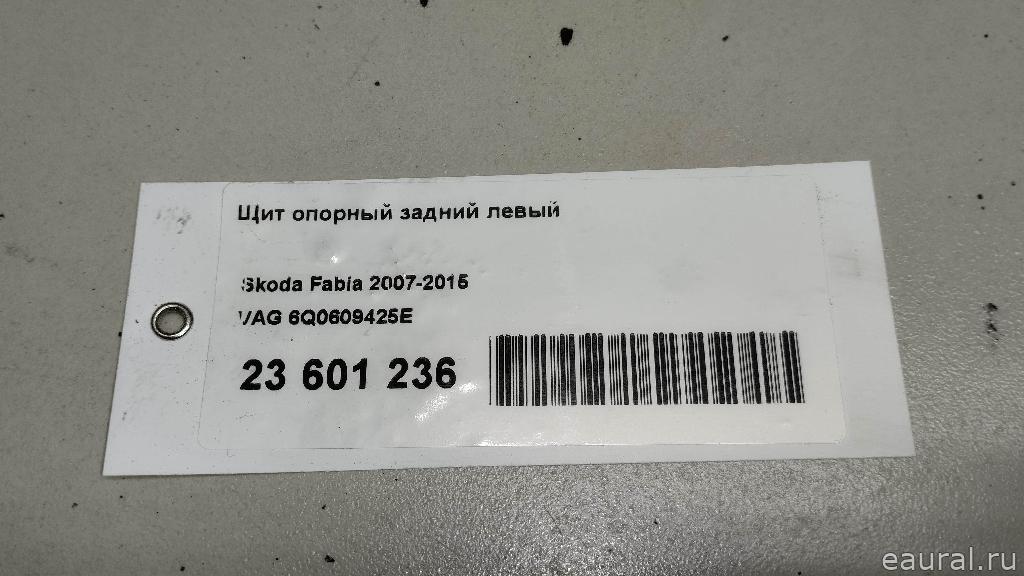 Щит опорный задний левый
Skoda Fabia 2007-2015
VAG 6Q0609425E
23 601 236
eaural.ru